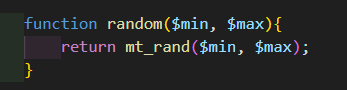 function random($min, $max){
    return mt_rand($min, $max);
}